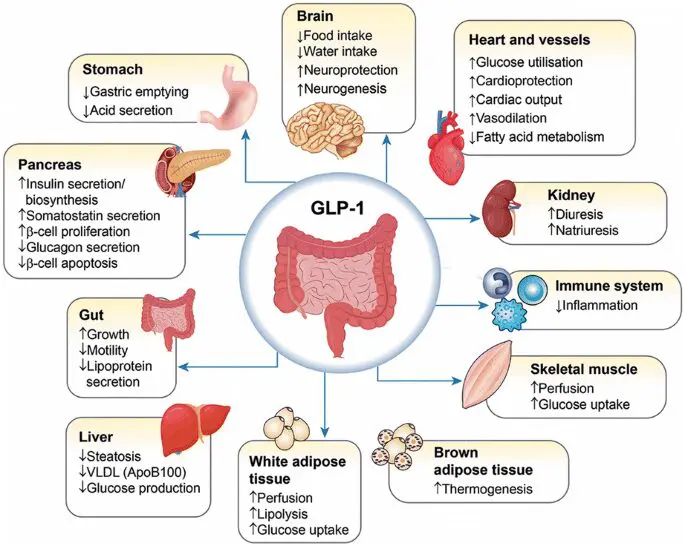 Brain
↓Food intake
↓Water intake
↑Neuroprotection
↑Neurogenesis
Heart and vessels
↑Glucose utilisation
↑Cardioprotection
↑Cardiac output
↑Vasodilation
↓Fatty acid metabolism
Stomach
↓Gastric emptying
↓Acid secretion
Pancreas
↑Insulin secretion/
biosynthesis
↑Somatostatin secretion
↑β-cell proliferation
↓Glucagon secretion
↓β-cell apoptosis
GLP-1
Kidney
↑Diuresis
↑Natriuresis
Immune system
↓Inflammation
Gut
↑Growth
↓Motility
↓Lipoprotein
secretion
Skeletal muscle
↑Perfusion
↑Glucose uptake
Liver
↓Steatosis
↓VLDL (ApoB100)
↓Glucose production
White adipose
tissue
↑Perfusion
↑Lipolysis
↑Glucose uptake
Brown
adipose tissue
↑Thermogenesis